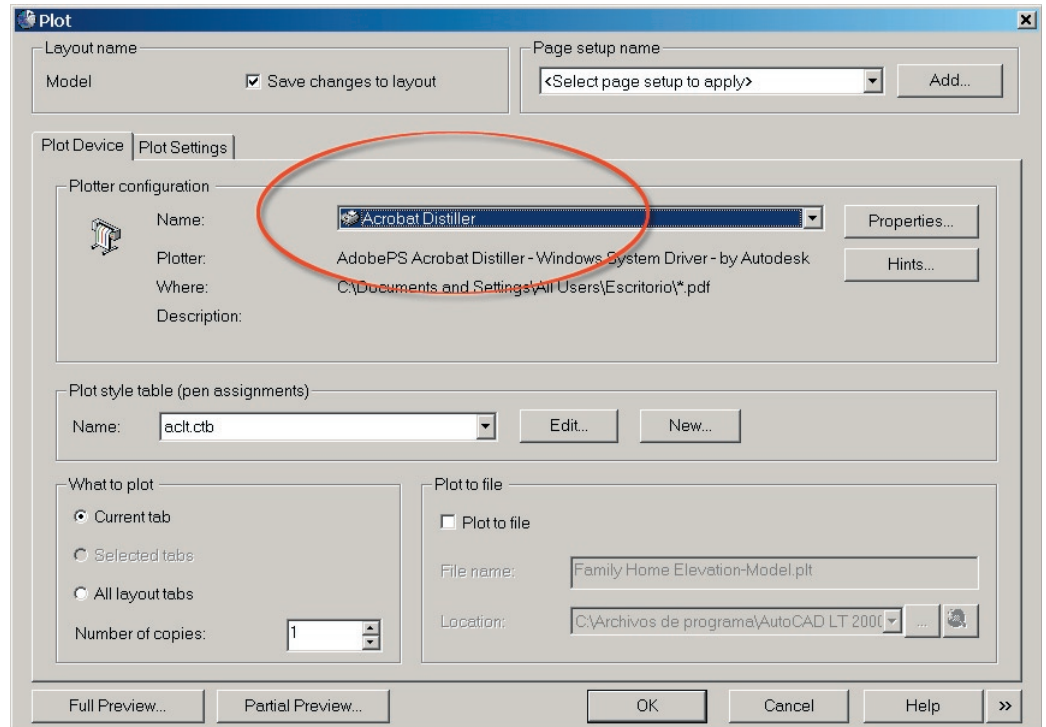 Plot
Layout name
Model
Save changes to layout
Page setup name
<Select page setup to apply>
Add...
Plot Device
Plot Settings
Plotter configuration
Name:
Acrobat Distiller
Properties...
Plotter:
AdobePS Acrobat Distiller - Windows System Driver - by Autodesk
Hints...
Where:
C:\Documents and Settings\All Users\Escritorio\*.pdf
Description:
Plot style table (pen assignments)
Name:
aclt.ctb
Edit...
New...
What to plot
Current tab
Selected tabs
All layout tabs
Number of copies:
1
Plot to file
Plot to file
File name:
Family Home Elevation-Model.plt
Location:
C:\Archivos de programa\AutoCAD LT 200
...
Full Preview...
Partial Preview...
OK
Cancel
Help
»